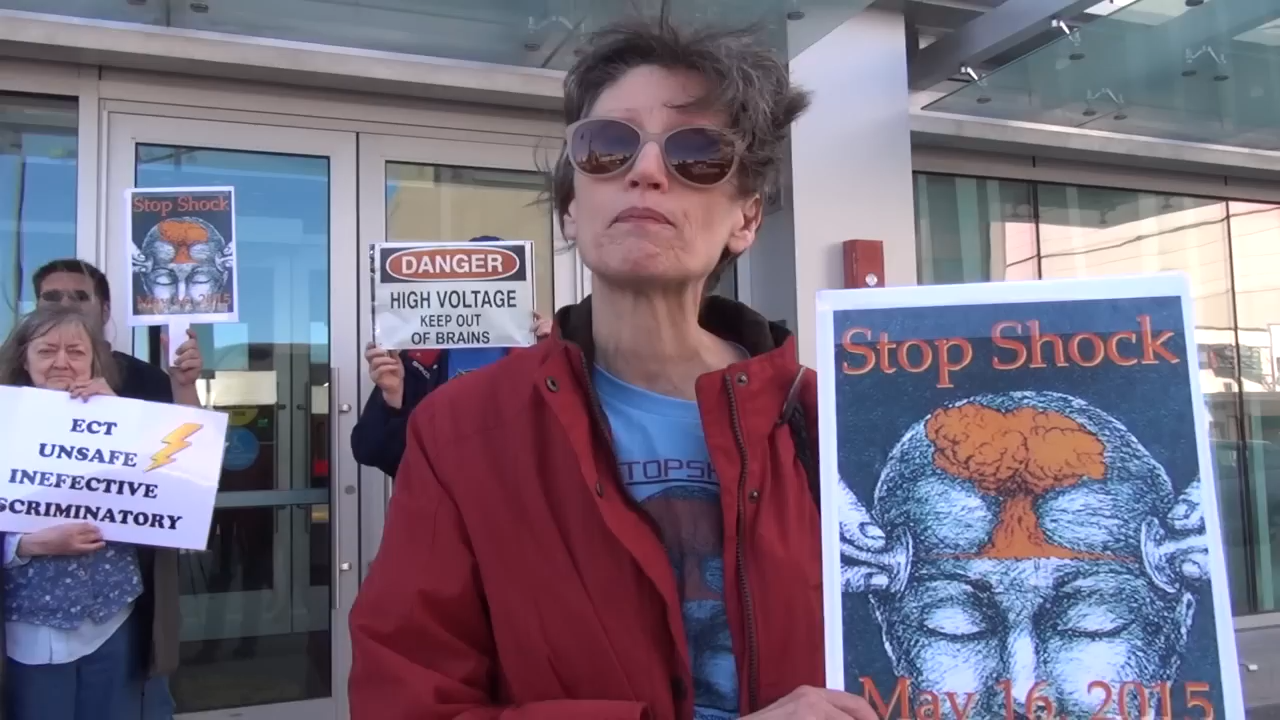 Stop Shock
May 16, 2015
DANGER
HIGH VOLTAGE
KEEP OUT
OF BRAINS
ECT
UNSAFE
INEFECTIVE
SCRIMINATORY
TOPSH
Stop Shock
May 16, 2015